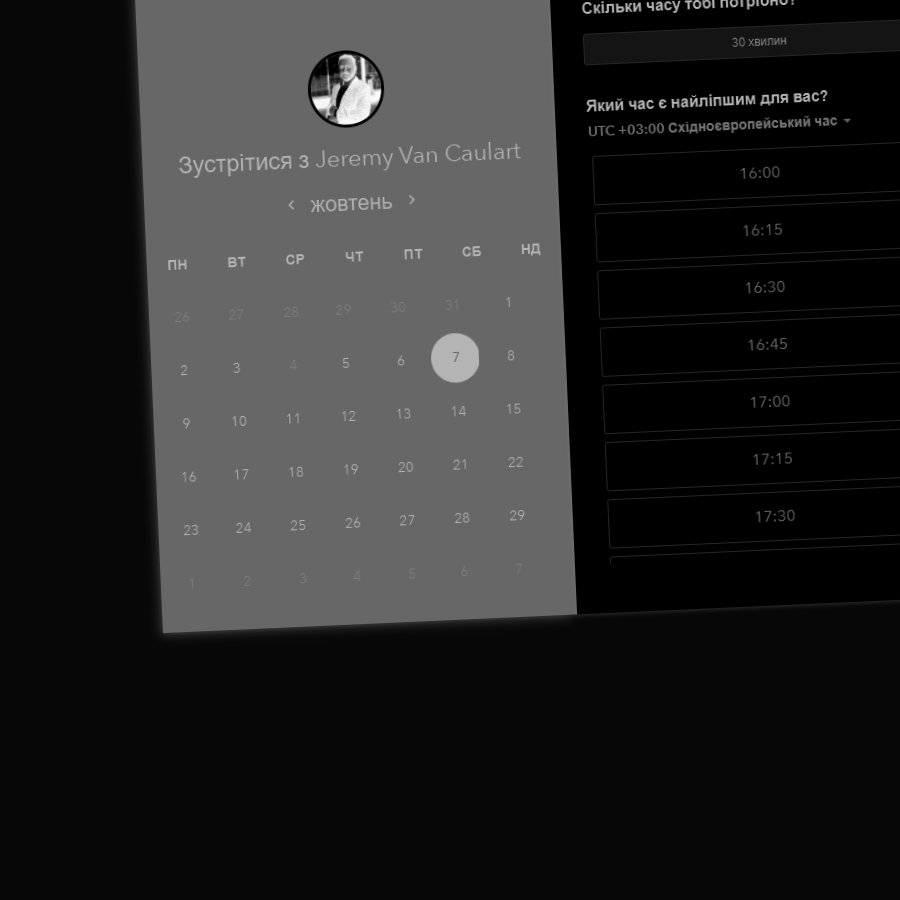 Зустрітися з Jeremy Van Caulart
жовтень
ПН ВТ СР ЧТ ПТ СБ НД
26 27 28 29 30 31 1
2 3 4 5 6 7 8
9 10 11 12 13 14 15
16 17 18 19 20 21 22
23 24 25 26 27 28 29
1 2 3 4 5 6 7
Скільки часу тобі потрібно?
30 хвилин
Який час є найліпшим для вас?
UTC +03:00 Східноєвропейський час
16:00
16:15
16:30
16:45
17:00
17:15
17:30